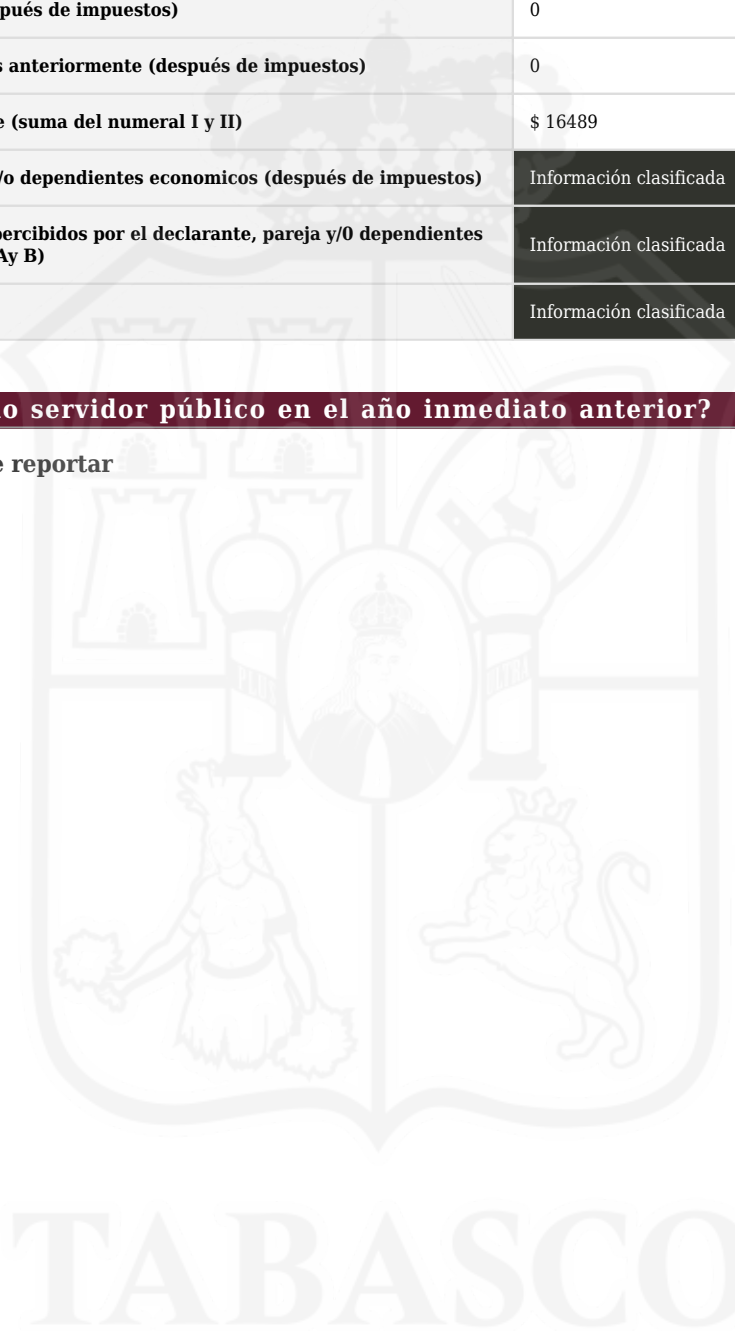 pués de impuestos)
0
s anteriormente (después de impuestos)
0
e (suma del numeral I y II)
$ 16489
/o dependientes economicos (después de impuestos)
Información clasificada
percibidos por el declarante, pareja y/0 dependientes
Información clasificada
Ay B)
Información clasificada
o servidor público en el año inmediato anterior?
e reportar
PLUS
ULTRA
TABASCO